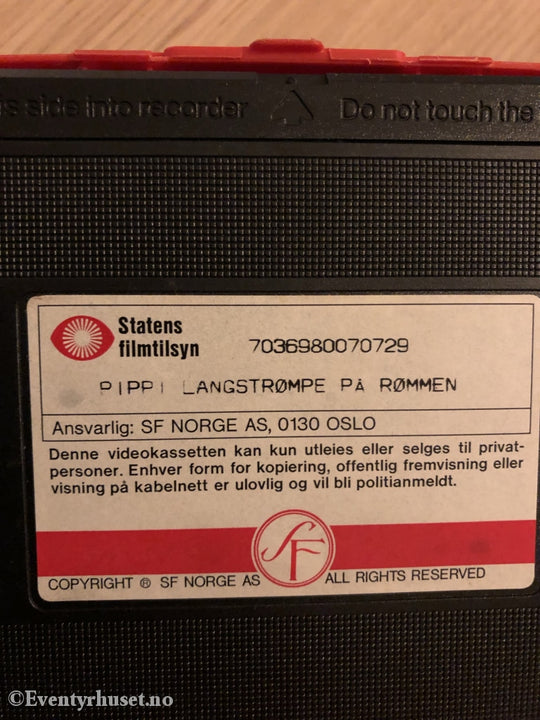 s side into recorder Do not touch the
Statens
filmtilsyn 7036980070729
PIPPI LANGSTRØMPE PÅ RØMMEN
Ansvarlig: SF NORGE AS, 0130 OSLO
Denne videokassetten kan kun utleies eller selges til privat-
personer. Enhver form for kopiering, offentlig fremvisning eller
visning på kabelnett er ulovlig og vil bli politianmeldt.
SF
COPYRIGHT ® SF NORGE AS ALL RIGHTS RESERVED
©Eventyrhuset.no